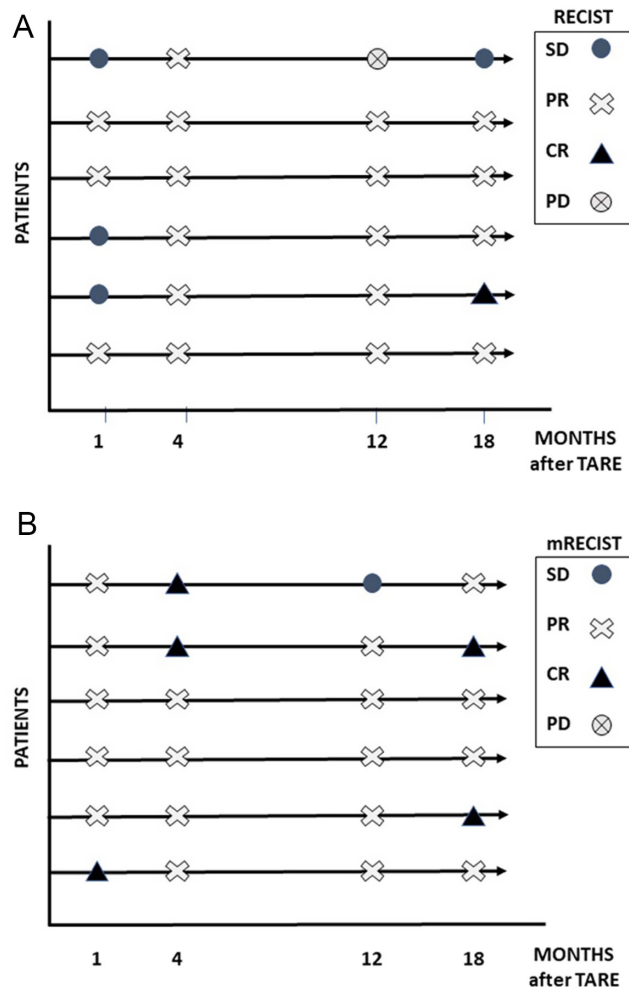 A
RECIST
SD
PR
CR
PD
PATIENTS
1 4 12 18 MONTHS
after TARE
B
mRECIST
SD
PR
CR
PD
PATIENTS
1 4 12 18 MONTHS
after TARE